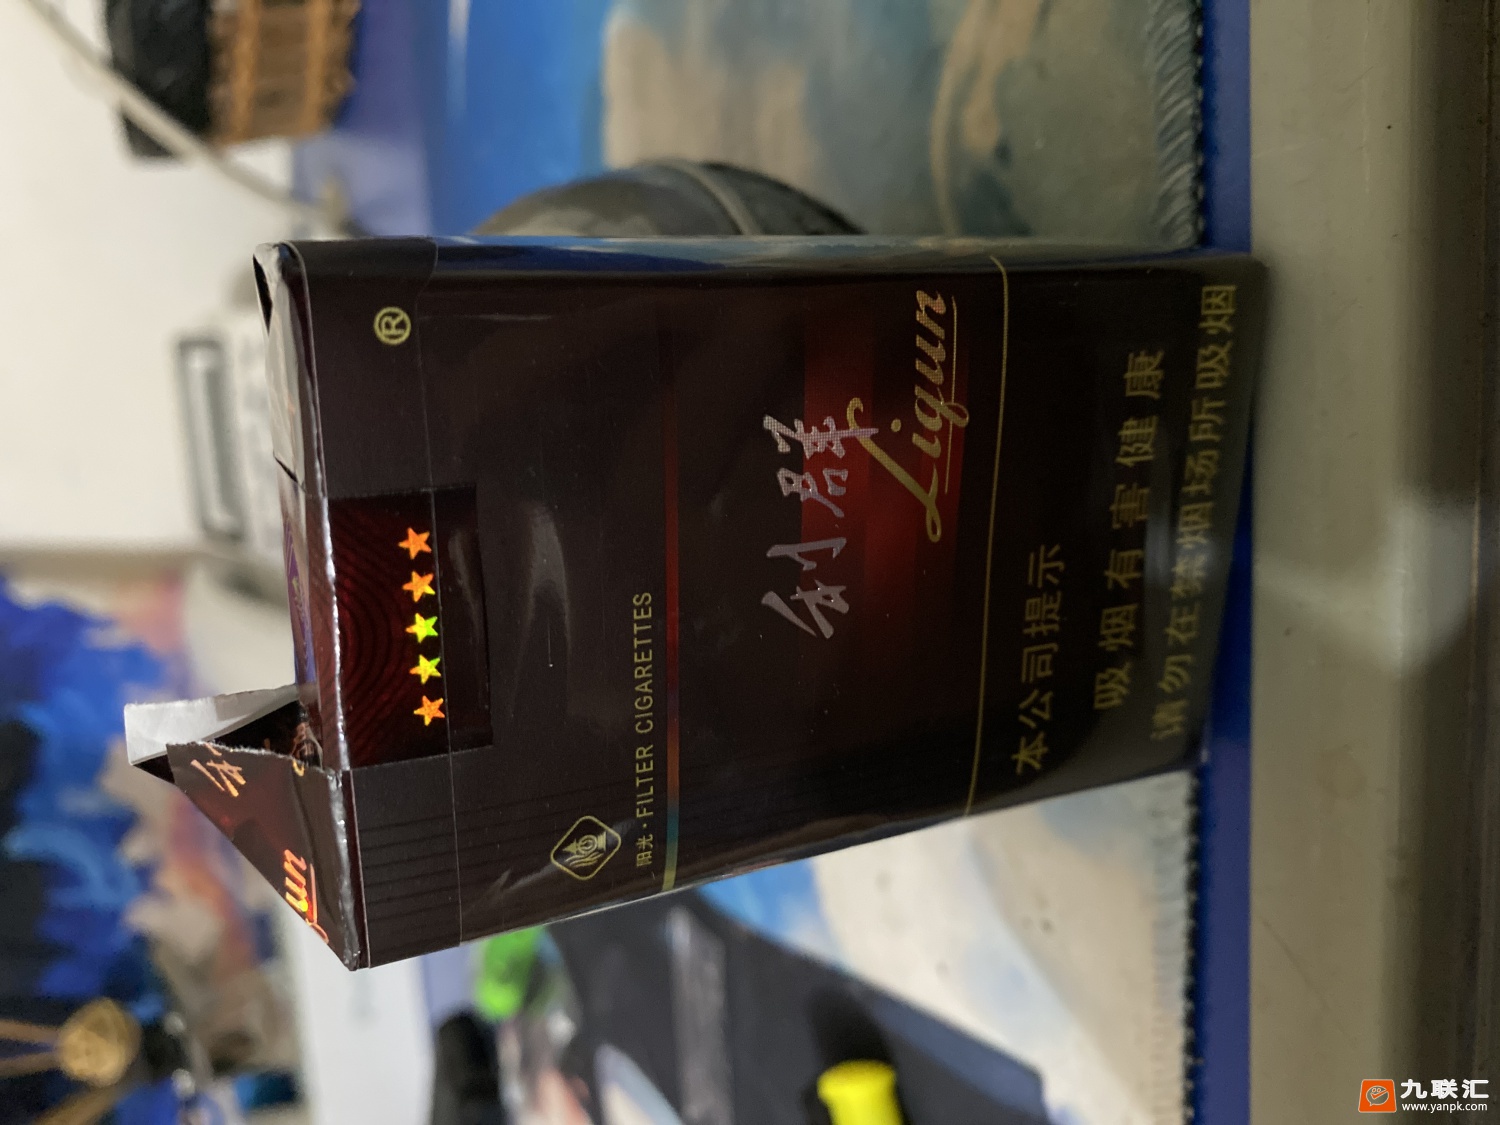 ®
阳光·FILTER CIGARETTES
利群
Liqun
本公司提示
吸烟有害健康
请勿在禁烟场所吸烟
九联汇
www.yanpk.com